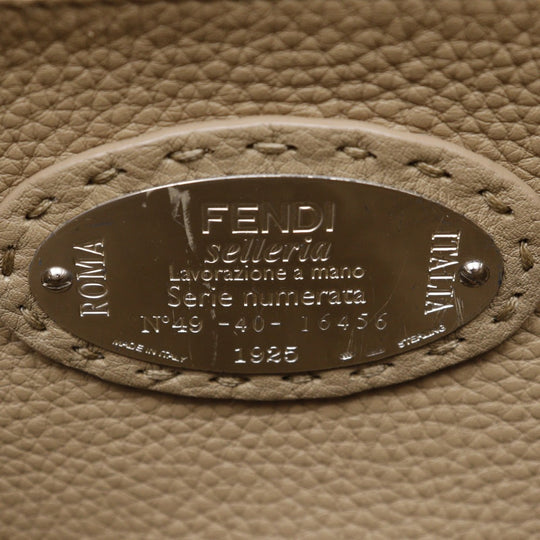 FENDI
selleria
Lavorazione a mano
Serie numerata
N° 49 -40- 16456
1925
ROMA
ITALIA
MADE IN ITALY
STERLING